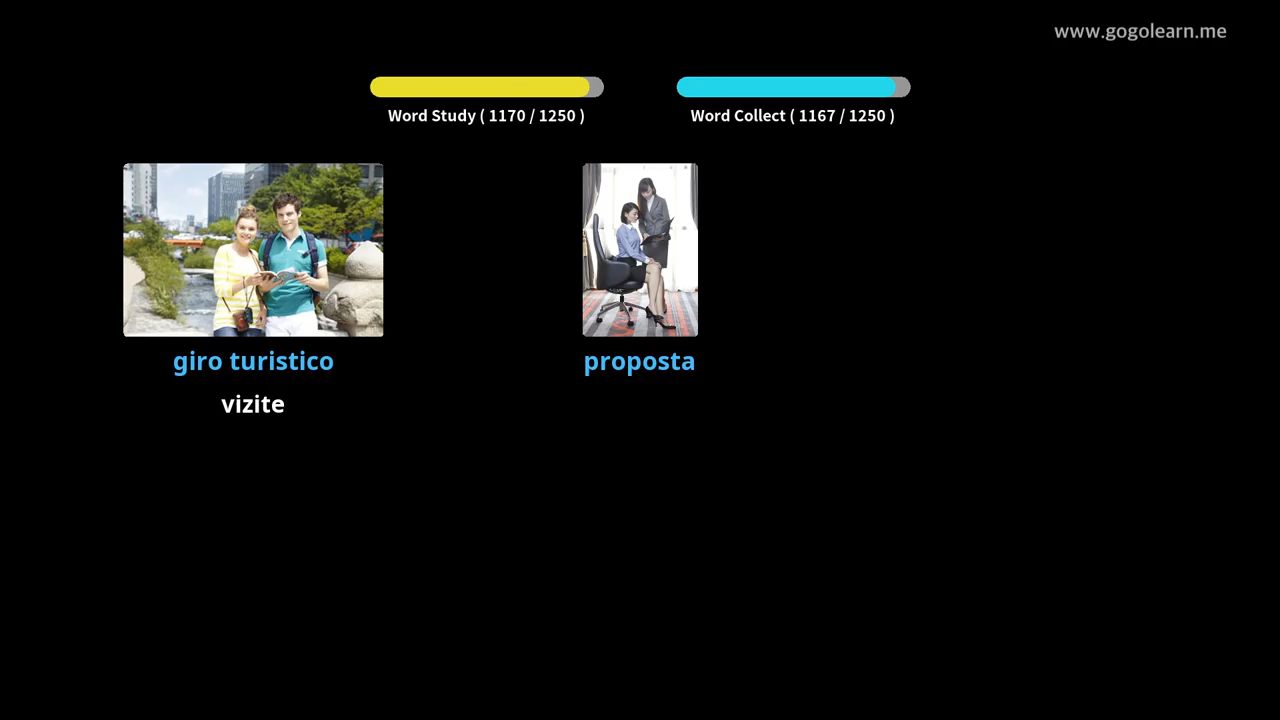 www.gogolearn.me
Word Study ( 1170 / 1250 )
Word Collect ( 1167 / 1250 )
giro turistico
proposta
vizite